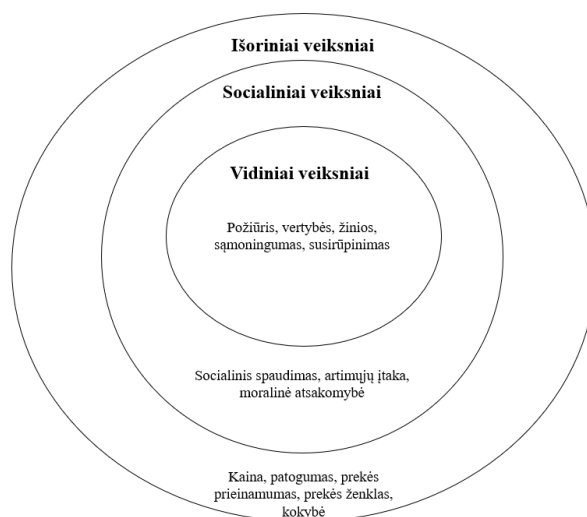 Išoriniai veiksniai
Socialiniai veiksniai
Vidiniai veiksniai
Požiūris, vertybės, žinios,
sąmoningumas, susirūpinimas
Socialinis spaudimas, artimųjų įtaka,
moralinė atsakomybė
Kaina, patogumas, prekės
prieinamumas, prekės ženklas,
kokybė